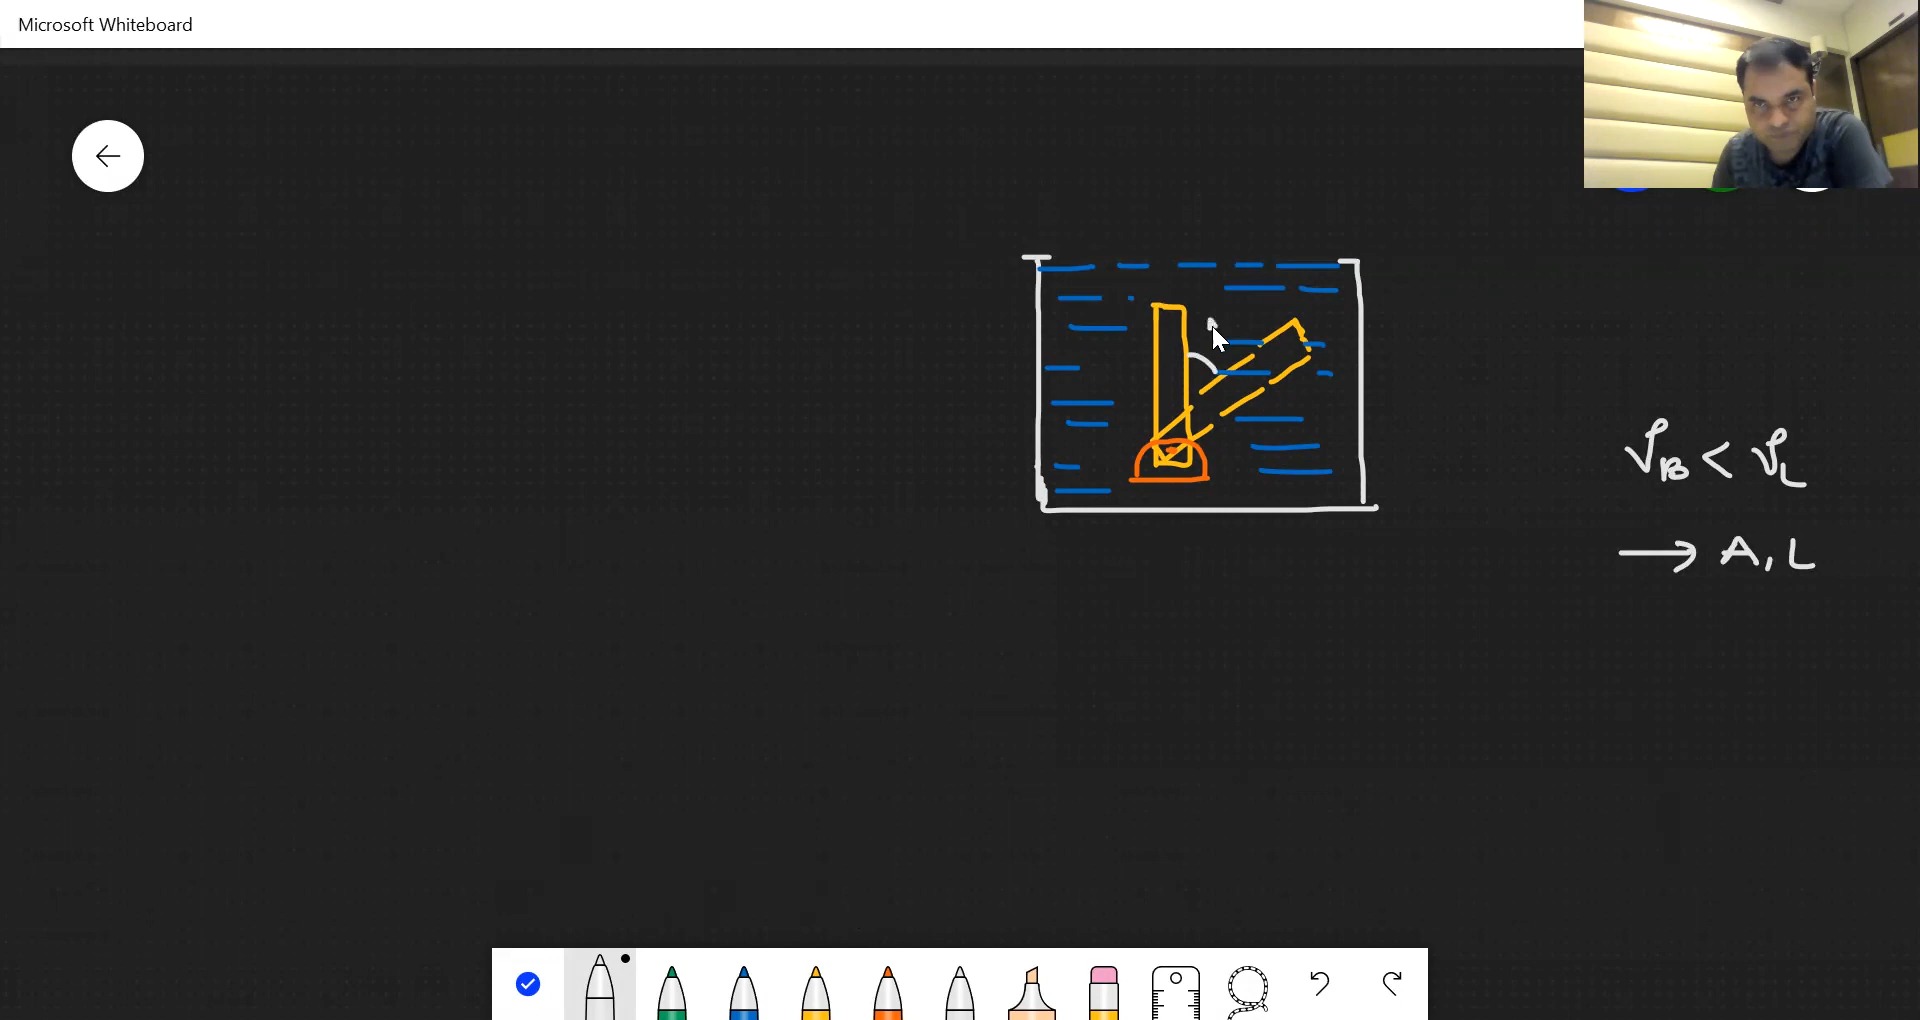 Microsoft Whiteboard
ρB < ρL
→ A, L